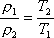 ρ₁/ρ₂ = T₂/T₁